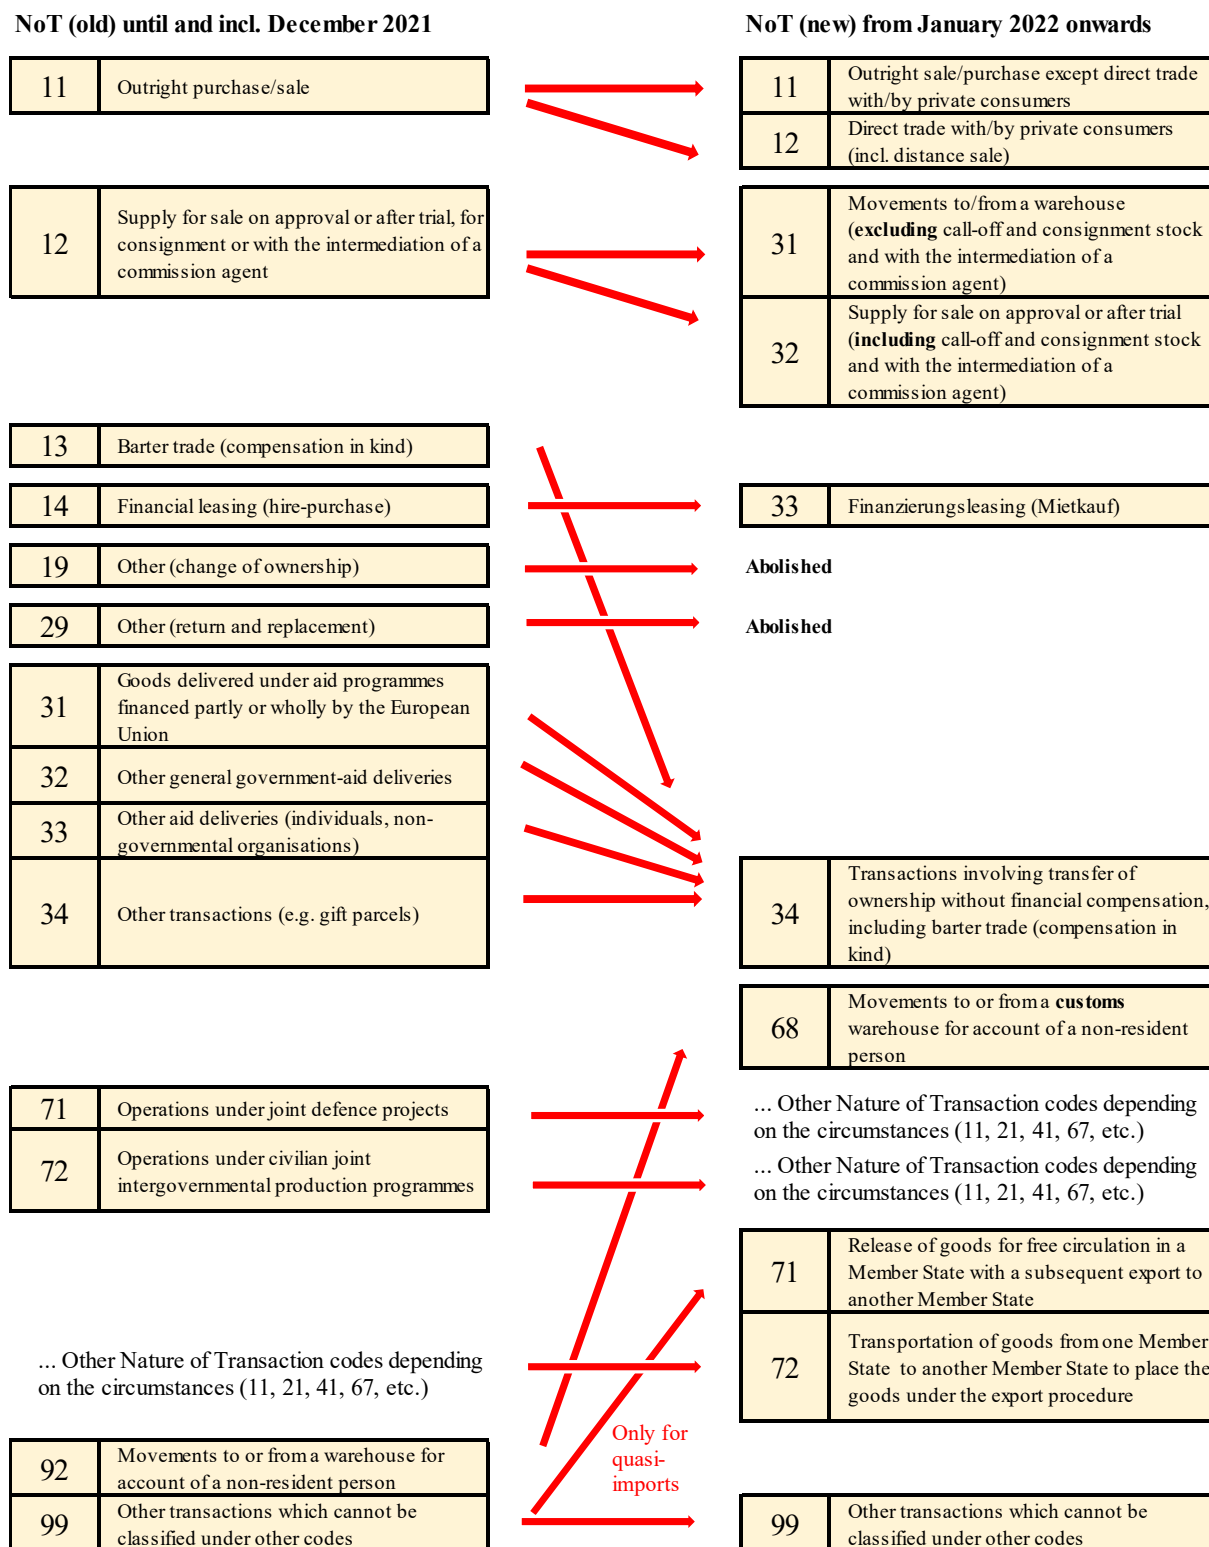 NoT (old) until and incl. December 2021
11
Outright purchase/sale
12
Supply for sale on approval or after trial, for
consignment or with the intermediation of a
commission agent
13
Barter trade (compensation in kind)
14
Financial leasing (hire-purchase)
19
Other (change of ownership)
29
Other (return and replacement)
31
Goods delivered under aid programmes
financed partly or wholly by the European
Union
32
Other general government-aid deliveries
33
Other aid deliveries (individuals, non-
governmental organisations)
34
Other transactions (e.g. gift parcels)
71
Operations under joint defence projects
72
Operations under civilian joint
intergovernmental production programmes
... Other Nature of Transaction codes depending
on the circumstances (11, 21, 41, 67, etc.)
92
Movements to or from a warehouse for
account of a non-resident person
99
Other transactions which cannot be
classified under other codes
Only for
quasi-
imports
NoT (new) from January 2022 onwards
11
Outright sale/purchase except direct trade
with/by private consumers
12
Direct trade with/by private consumers
(incl. distance sale)
31
Movements to/from a warehouse
(excluding call-off and consignment stock
and with the intermediation of a
commission agent)
32
Supply for sale on approval or after trial
(including call-off and consignment stock
and with the intermediation of a
commission agent)
33
Finanzierungsleasing (Mietkauf)
Abolished
Abolished
34
Transactions involving transfer of
ownership without financial compensation,
including barter trade (compensation in
kind)
68
Movements to or from a customs
warehouse for account of a non-resident
person
... Other Nature of Transaction codes depending
on the circumstances (11, 21, 41, 67, etc.)
... Other Nature of Transaction codes depending
on the circumstances (11, 21, 41, 67, etc.)
71
Release of goods for free circulation in a
Member State with a subsequent export to
another Member State
72
Transportation of goods from one Member
State to another Member State to place the
goods under the export procedure
99
Other transactions which cannot be
classified under other codes